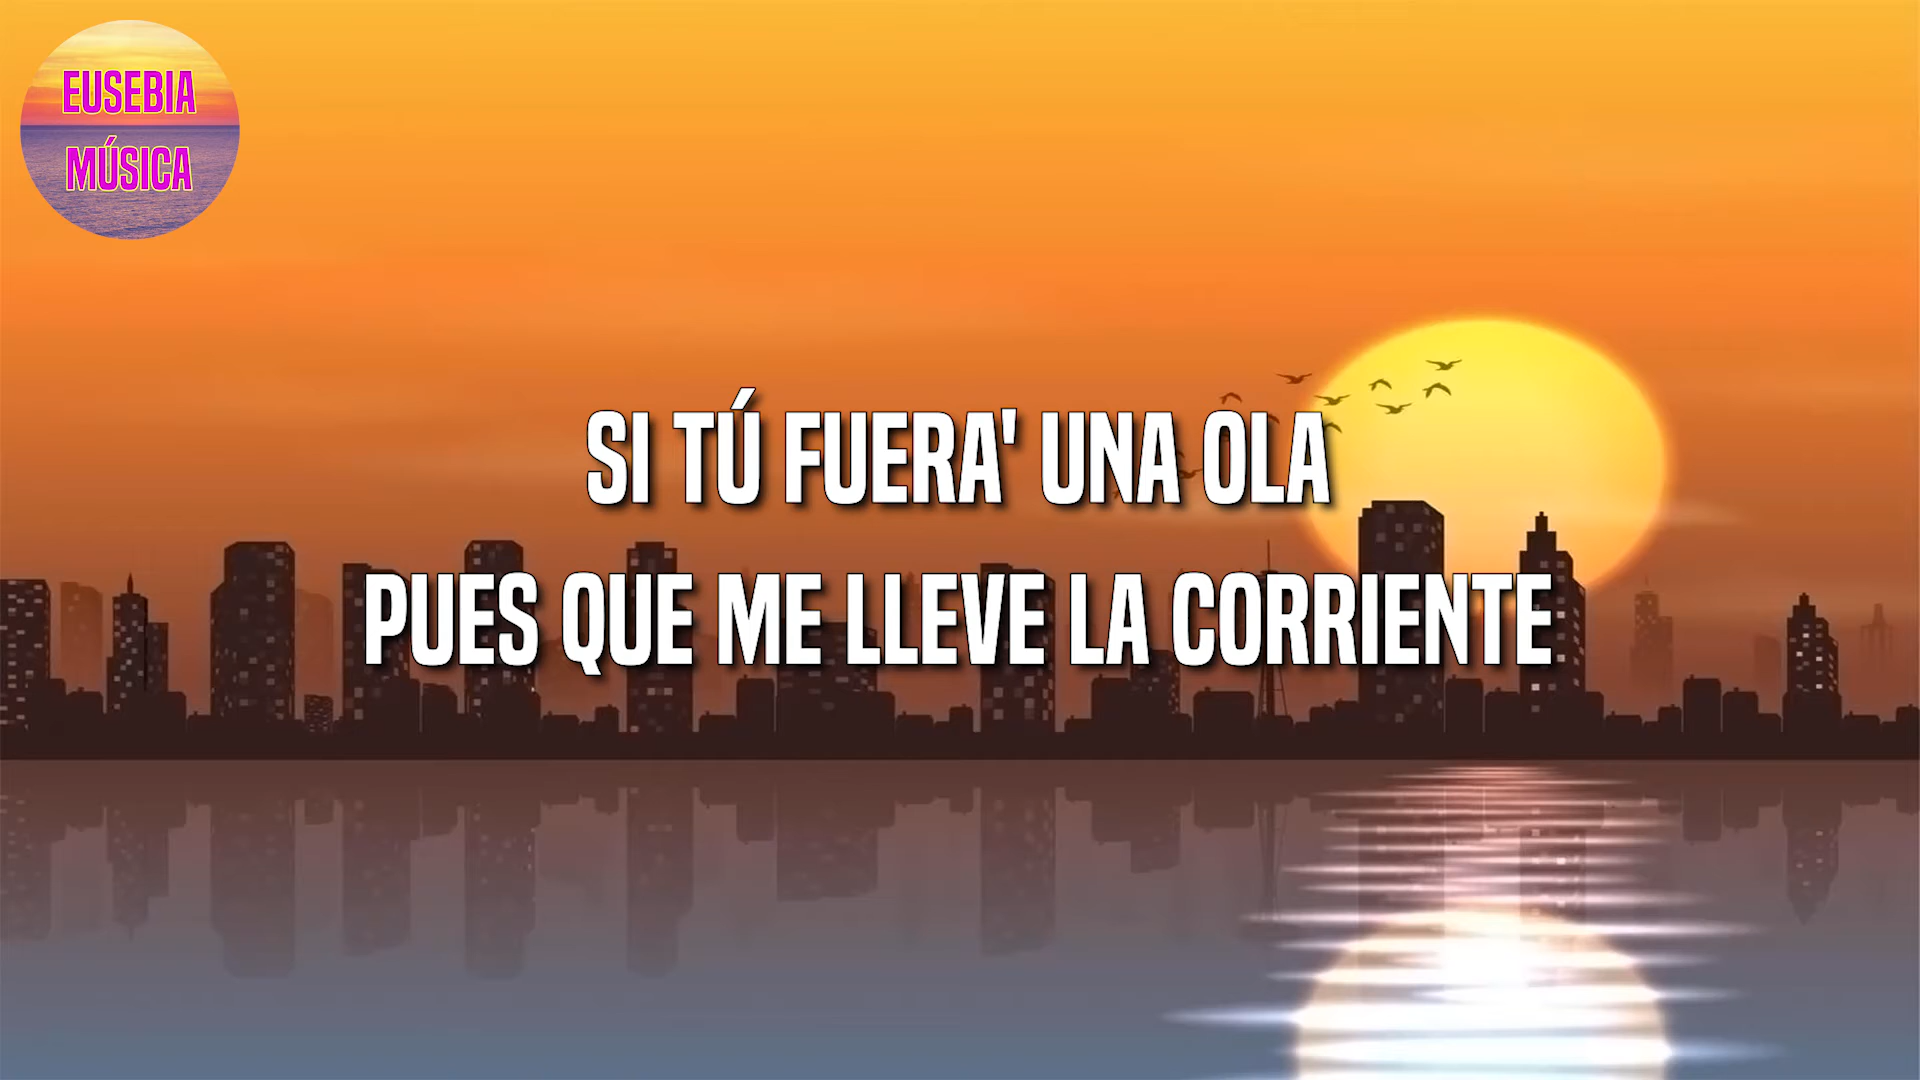 EUSEBIA
MÚSICA
SI TÚ FUERA' UNA OLA
PUES QUE ME LLEVE LA CORRIENTE